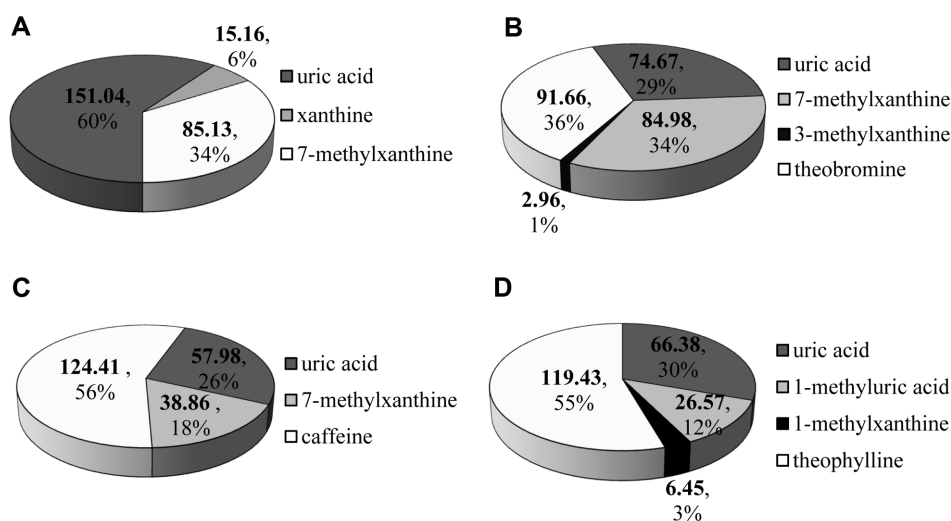 A
15.16,
6%
151.04,
60%
85.13,
34%
uric acid
xanthine
7-methylxanthine
B
74.67,
29%
91.66,
36%
84.98,
34%
2.96,
1%
uric acid
7-methylxanthine
3-methylxanthine
theobromine
C
124.41 ,
56%
57.98,
26%
38.86 ,
18%
uric acid
7-methylxanthine
caffeine
D
66.38,
30%
119.43,
55%
26.57,
12%
6.45,
3%
uric acid
1-methyluric acid
1-methylxanthine
theophylline